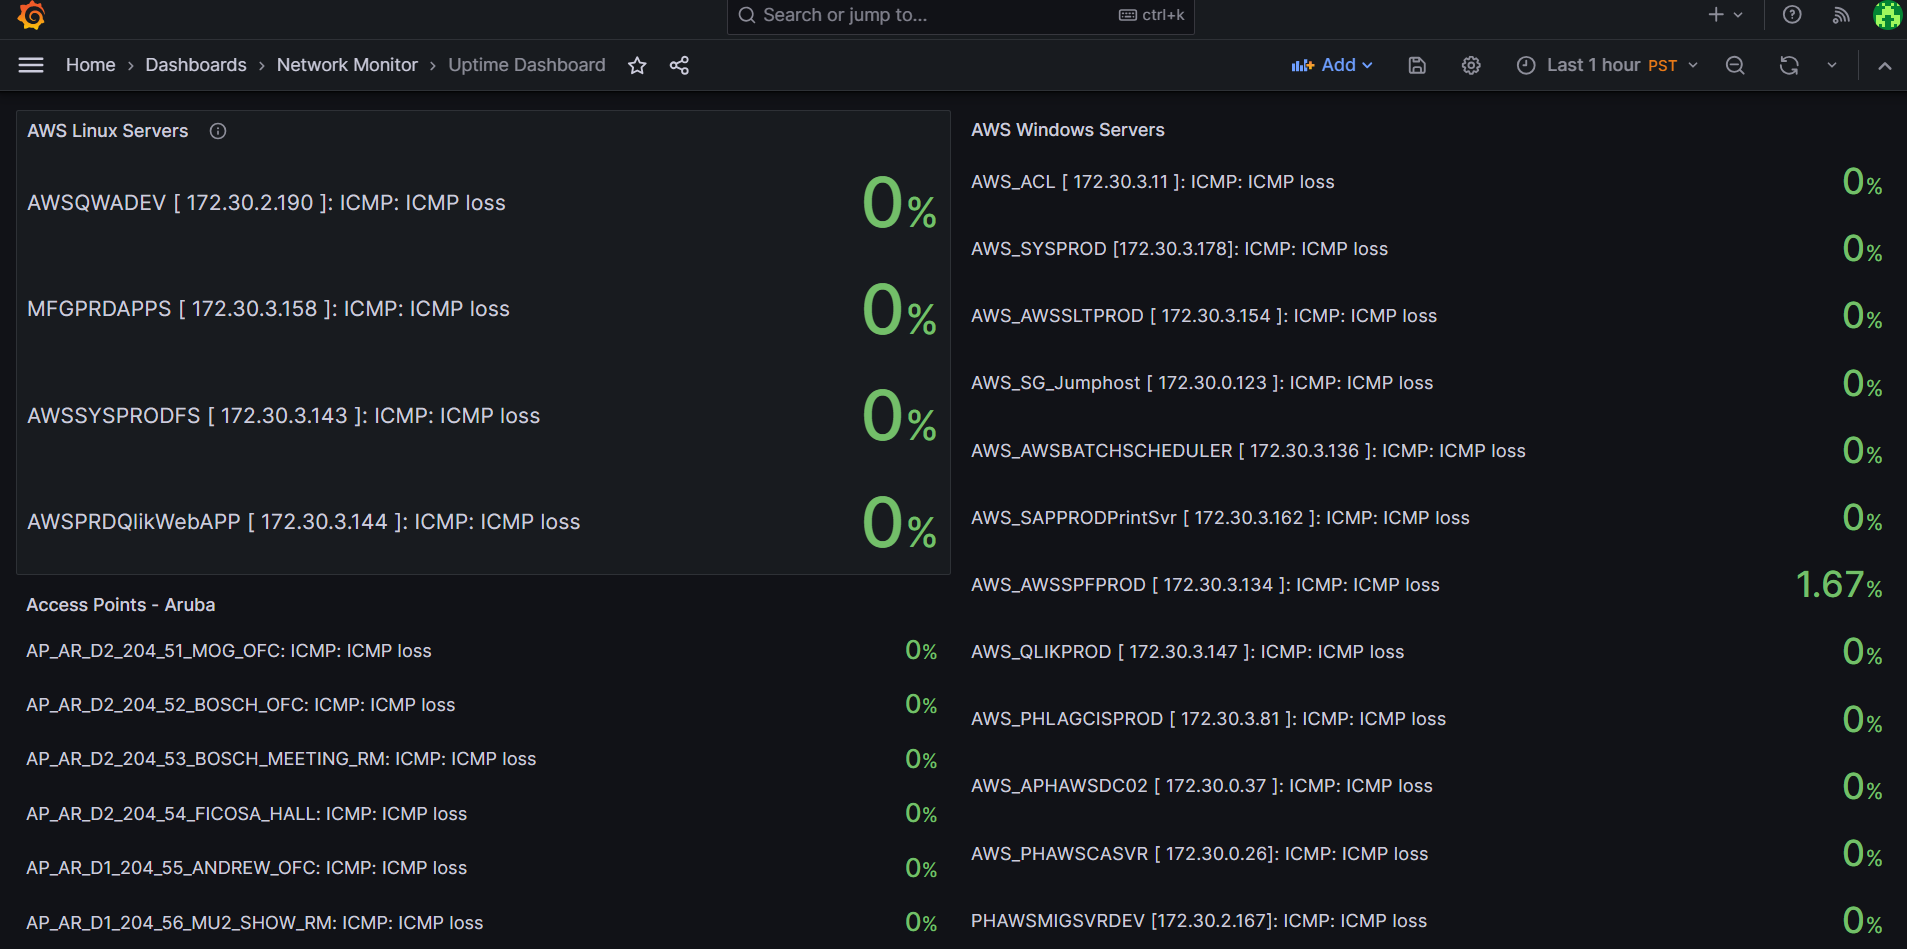 Search or jump to... ctrl+k
Home › Dashboards › Network Monitor › Uptime Dashboard
Add
Last 1 hour PST
AWS Linux Servers
AWSQWADEV [ 172.30.2.190 ]: ICMP: ICMP loss 0%
MFGPRDAPPS [ 172.30.3.158 ]: ICMP: ICMP loss 0%
AWSSYSPRODFS [ 172.30.3.143 ]: ICMP: ICMP loss 0%
AWSPRDQlikWebAPP [ 172.30.3.144 ]: ICMP: ICMP loss 0%
Access Points - Aruba
AP_AR_D2_204_51_MOG_OFC: ICMP: ICMP loss 0%
AP_AR_D2_204_52_BOSCH_OFC: ICMP: ICMP loss 0%
AP_AR_D2_204_53_BOSCH_MEETING_RM: ICMP: ICMP loss 0%
AP_AR_D2_204_54_FICOSA_HALL: ICMP: ICMP loss 0%
AP_AR_D1_204_55_ANDREW_OFC: ICMP: ICMP loss 0%
AP_AR_D1_204_56_MU2_SHOW_RM: ICMP: ICMP loss 0%
AWS Windows Servers
AWS_ACL [ 172.30.3.11 ]: ICMP: ICMP loss 0%
AWS_SYSPROD [172.30.3.178]: ICMP: ICMP loss 0%
AWS_AWSSLTPROD [ 172.30.3.154 ]: ICMP: ICMP loss 0%
AWS_SG_Jumphost [ 172.30.0.123 ]: ICMP: ICMP loss 0%
AWS_AWSBATCHSCHEDULER [ 172.30.3.136 ]: ICMP: ICMP loss 0%
AWS_SAPPRODPrintSvr [ 172.30.3.162 ]: ICMP: ICMP loss 0%
AWS_AWSSPFPROD [ 172.30.3.134 ]: ICMP: ICMP loss 1.67%
AWS_QLIKPROD [ 172.30.3.147 ]: ICMP: ICMP loss 0%
AWS_PHLAGCISPROD [ 172.30.3.81 ]: ICMP: ICMP loss 0%
AWS_APHAWSDC02 [ 172.30.0.37 ]: ICMP: ICMP loss 0%
AWS_PHAWSCASVR [ 172.30.0.26]: ICMP: ICMP loss 0%
PHAWSMIGSVRDEV [172.30.2.167]: ICMP: ICMP loss 0%